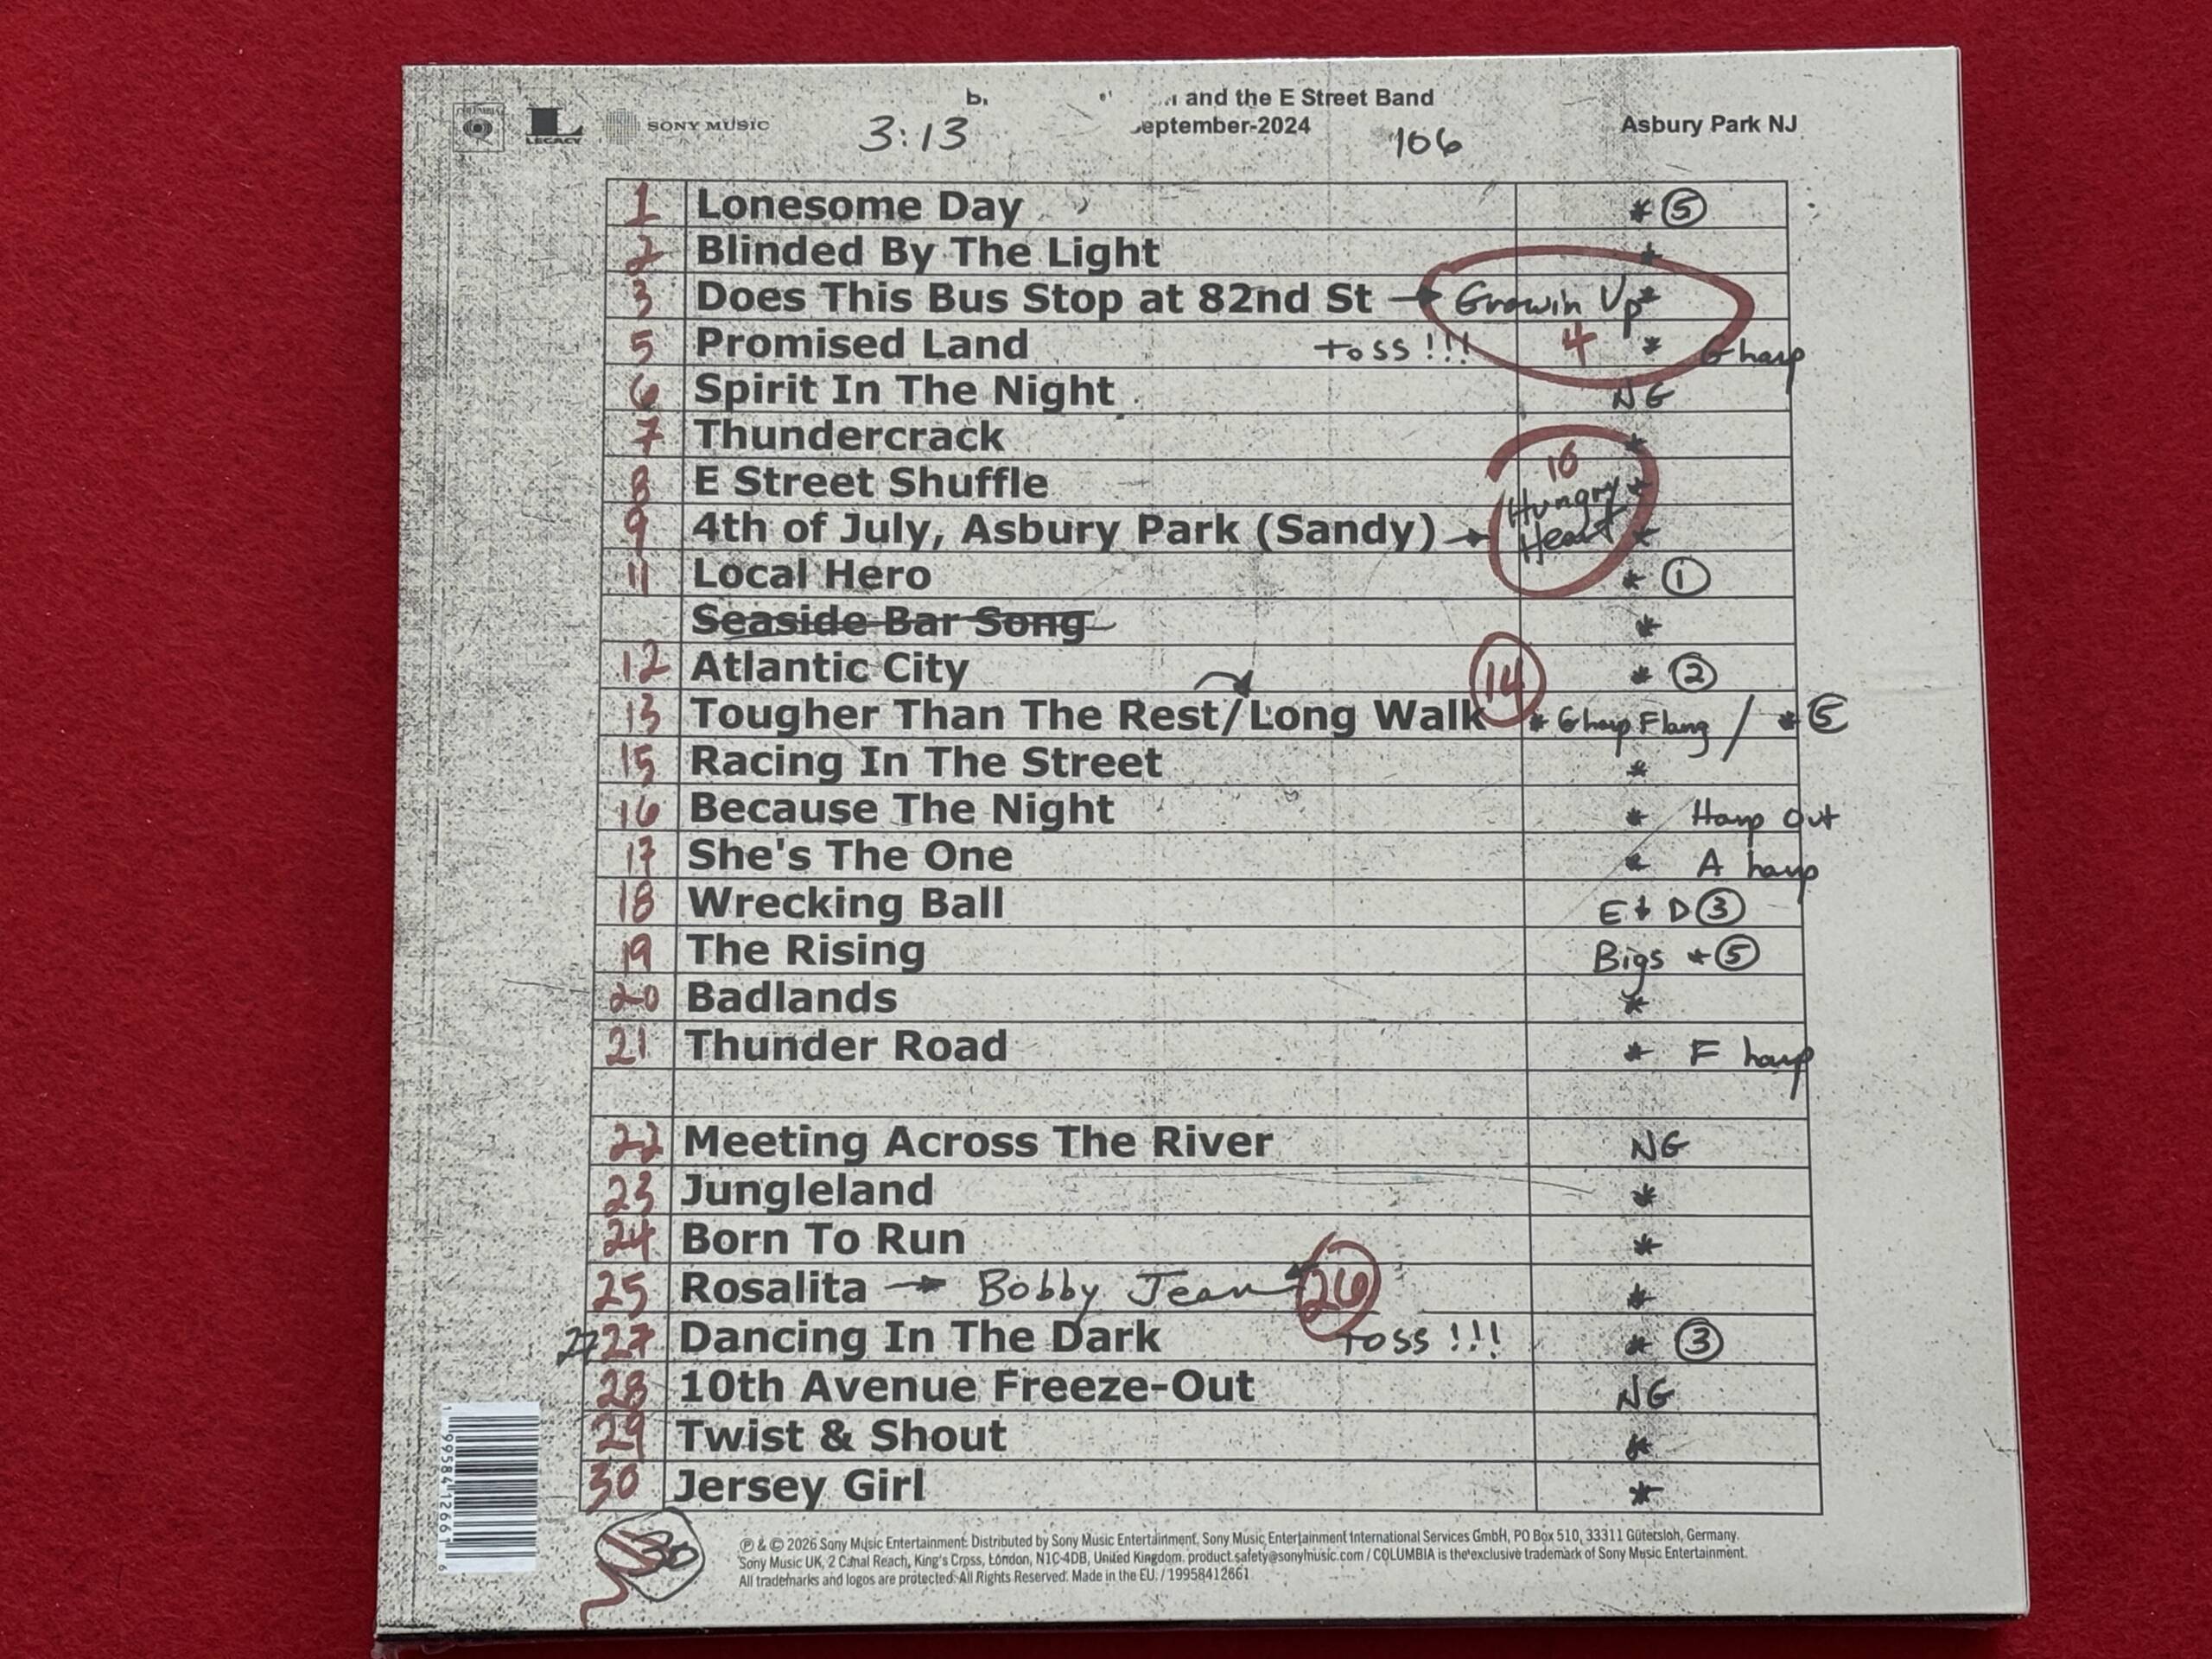 and the E Street Band
SONY MUSIC 3:13 eptember-2024 106 Asbury Park NJ
LEGACY
1 Lonesome Day * 5
2 Blinded By The Light *
3 Does This Bus Stop at 82nd St → Growin Up *
5 Promised Land toss!!! 4 * G harp
6 Spirit In The Night NG
7 Thundercrack *
8 E Street Shuffle 10 Hungry *
9 4th of July, Asbury Park (Sandy) → Heart *
11 Local Hero * 1
Seaside Bar Song *
12 Atlantic City * 2
13 Tougher Than The Rest/Long Walk 14 * G harp Flang / * 5
15 Racing In The Street *
16 Because The Night * Harp Out
17 She's The One * A harp
18 Wrecking Ball E + D 3
19 The Rising Bigs * 5
20 Badlands *
21 Thunder Road * F harp
22 Meeting Across The River NG
23 Jungleland *
24 Born To Run *
25 Rosalita → Bobby Jean 26 *
27 27 Dancing In The Dark toss!!! * 3
28 10th Avenue Freeze-Out NG
29 Twist & Shout *
30 Jersey Girl *
30
℗ & © 2026 Sony Music Entertainment. Distributed by Sony Music Entertainment, Sony Music Entertainment International Services GmbH, PO Box 510, 33311 Gütersloh, Germany.
Sony Music UK, 2 Canal Reach, King's Cross, London, N1C 4DB, United Kingdom. product.safety@sonymusic.com / COLUMBIA is the exclusive trademark of Sony Music Entertainment.
All trademarks and logos are protected. All Rights Reserved. Made in the EU. / 19958412661
1 99584 12661 6